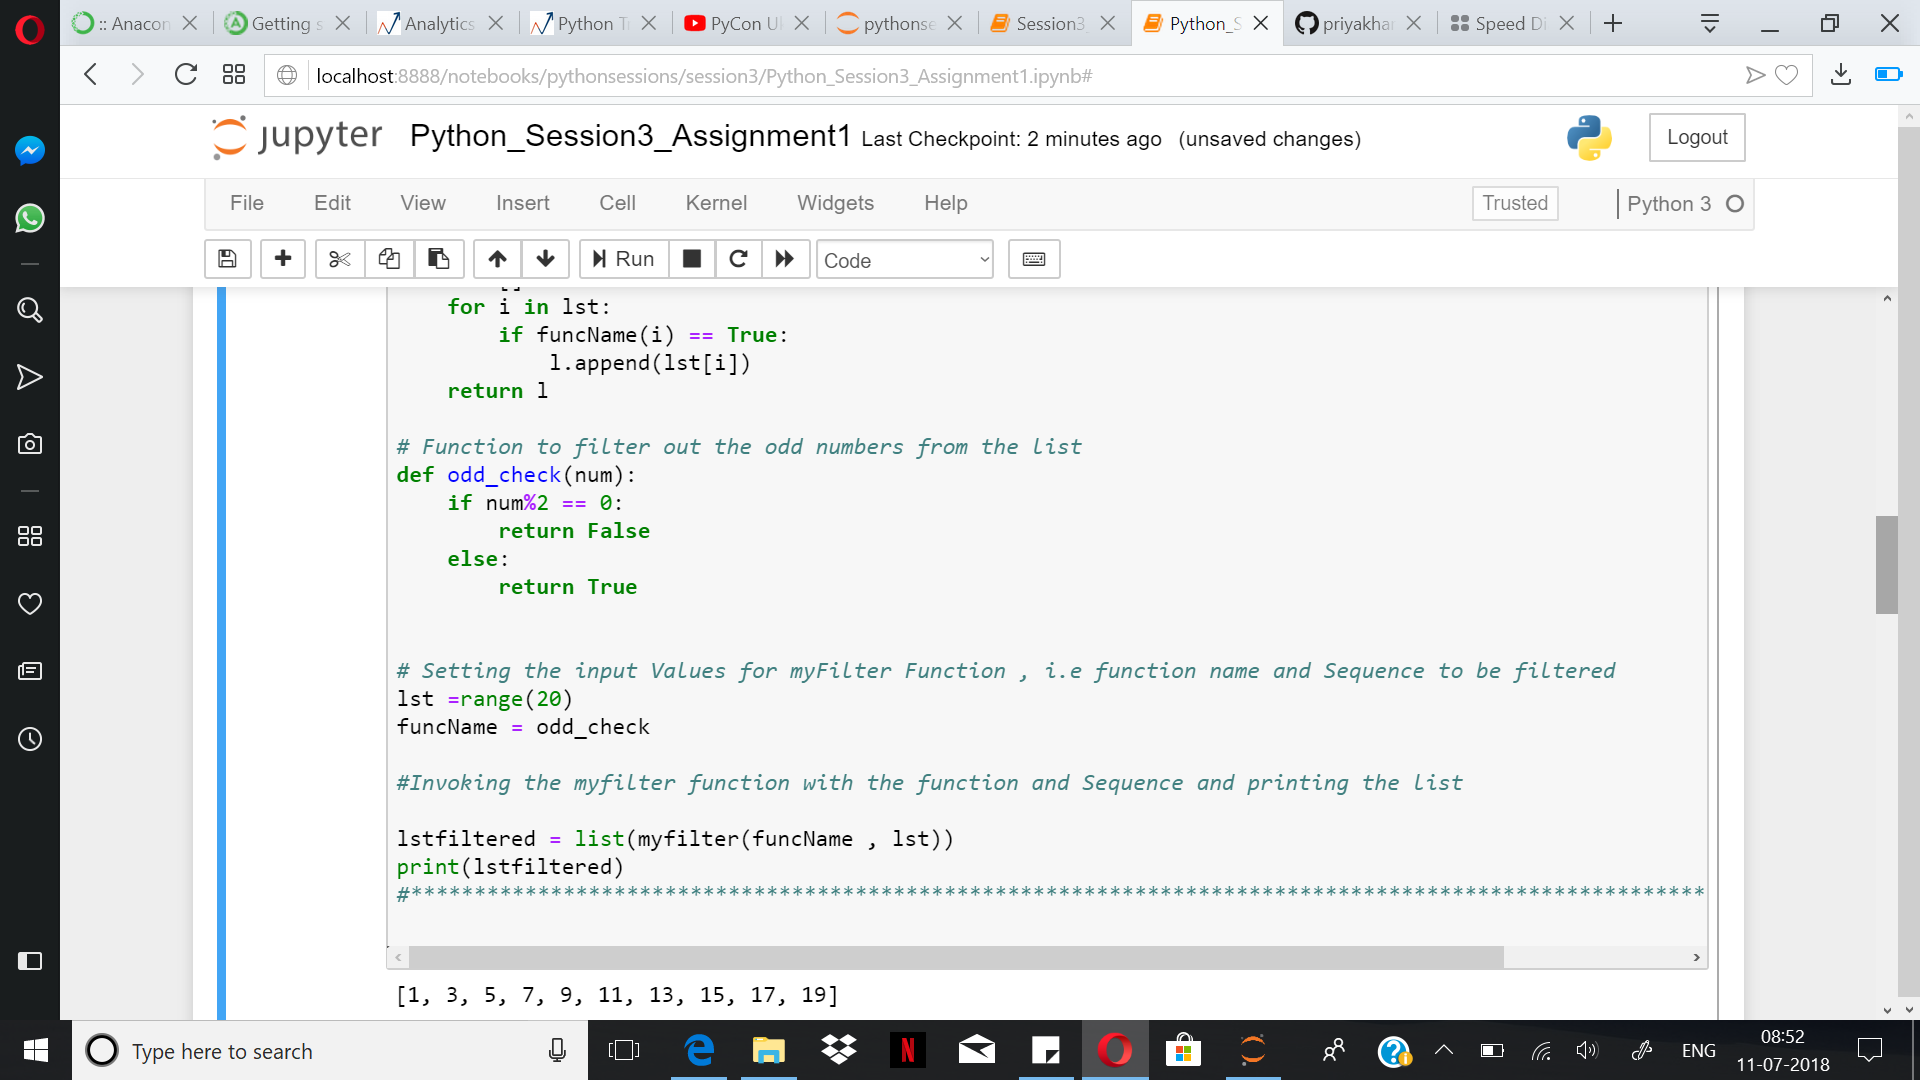 :: Anacon
Getting s
Analytics
Python T
PyCon U
pythonse
Session3
Python_S
priyakha
Speed Di
localhost:8888/notebooks/pythonsessions/session3/Python_Session3_Assignment1.ipynb#
jupyter Python_Session3_Assignment1 Last Checkpoint: 2 minutes ago (unsaved changes)
Logout
File Edit View Insert Cell Kernel Widgets Help
Trusted
Python 3
Run
Code
for i in lst:
if funcName(i) == True:
l.append(lst[i])
return l
# Function to filter out the odd numbers from the list
def odd_check(num):
if num%2 == 0:
return False
else:
return True
# Setting the input Values for myFilter Function , i.e function name and Sequence to be filtered
lst =range(20)
funcName = odd_check
#Invoking the myfilter function with the function and Sequence and printing the list
lstfiltered = list(myfilter(funcName , lst))
print(lstfiltered)
#******************************************************************************************************
[1, 3, 5, 7, 9, 11, 13, 15, 17, 19]
Type here to search
ENG
08:52
11-07-2018